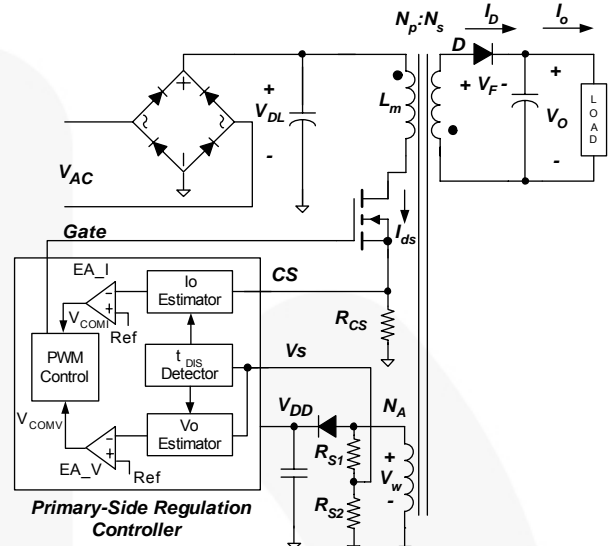 Np:Ns
ID
Io
D
+
VDL
-
Lm
+ VF -
+
VO
-
LOAD
VAC
Gate
Ids
EA_I
CS
Io
Estimator
VCOMI
Ref
RCS
PWM
Control
tDIS
Detector
Vs
VCOMV
Vo
Estimator
VDD
NA
EA_V
Ref
RS1
+
Vw
-
RS2
Primary-Side Regulation
Controller